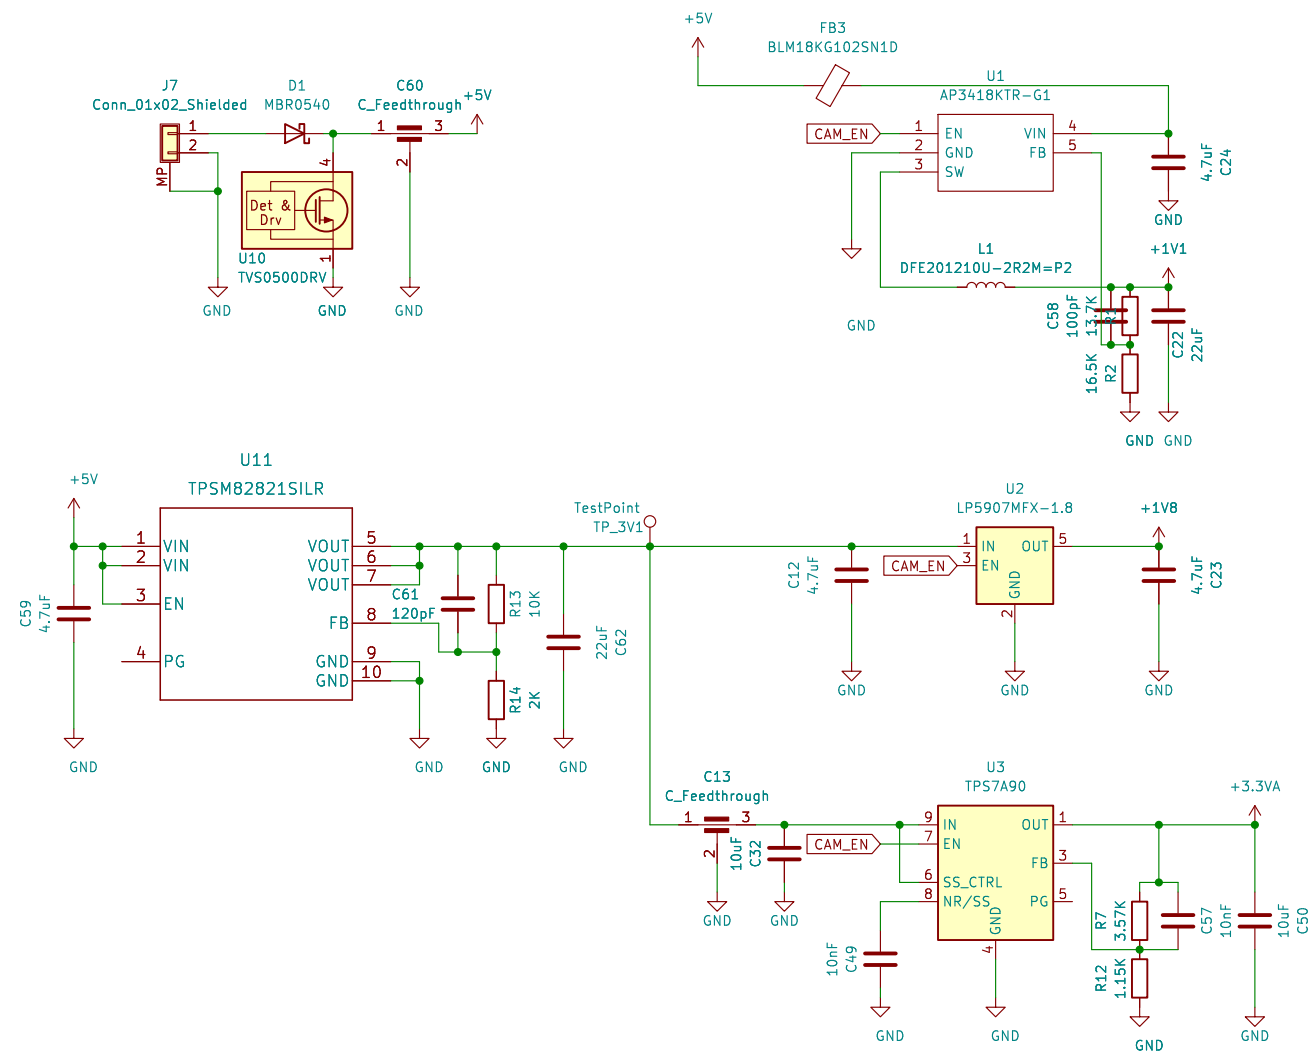 J7
Conn_01x02_Shielded
1
2
MP
D1
MBR0540
C60
C_Feedthrough
1
3
2
+5V
4
Det &
Drv
1
U10
TVS0500DRV
GND
GND
GND
+5V
FB3
BLM18KG102SN1D
U1
AP3418KTR-G1
CAM_EN
1
2
3
EN
GND
SW
VIN
FB
4
5
4.7uF
C24
GND
+1V1
L1
DFE201210U-2R2M=P2
GND
C58
100pF
13.7K
R1
C22
22uF
16.5K
R2
GND
GND
U11
TPSM82821SILR
+5V
1
2
3
4
VIN
VIN
EN
PG
VOUT
VOUT
VOUT
FB
GND
GND
5
6
7
8
9
10
C59
4.7uF
GND
C61
120pF
R13
10K
R14
2K
22uF
C62
GND
GND
GND
TestPoint
TP_3V1
C12
4.7uF
GND
U2
LP5907MFX-1.8
CAM_EN
1
3
IN
EN
OUT
GND
5
2
GND
+1V8
4.7uF
C23
GND
C13
C_Feedthrough
1
3
2
GND
10uF
C32
GND
CAM_EN
U3
TPS7A90
9
7
6
8
IN
EN
SS_CTRL
NR/SS
OUT
FB
PG
GND
1
3
5
4
10nF
C49
GND
GND
R7
3.57K
C57
10nF
R12
1.15K
GND
+3.3VA
10uF
C50
GND